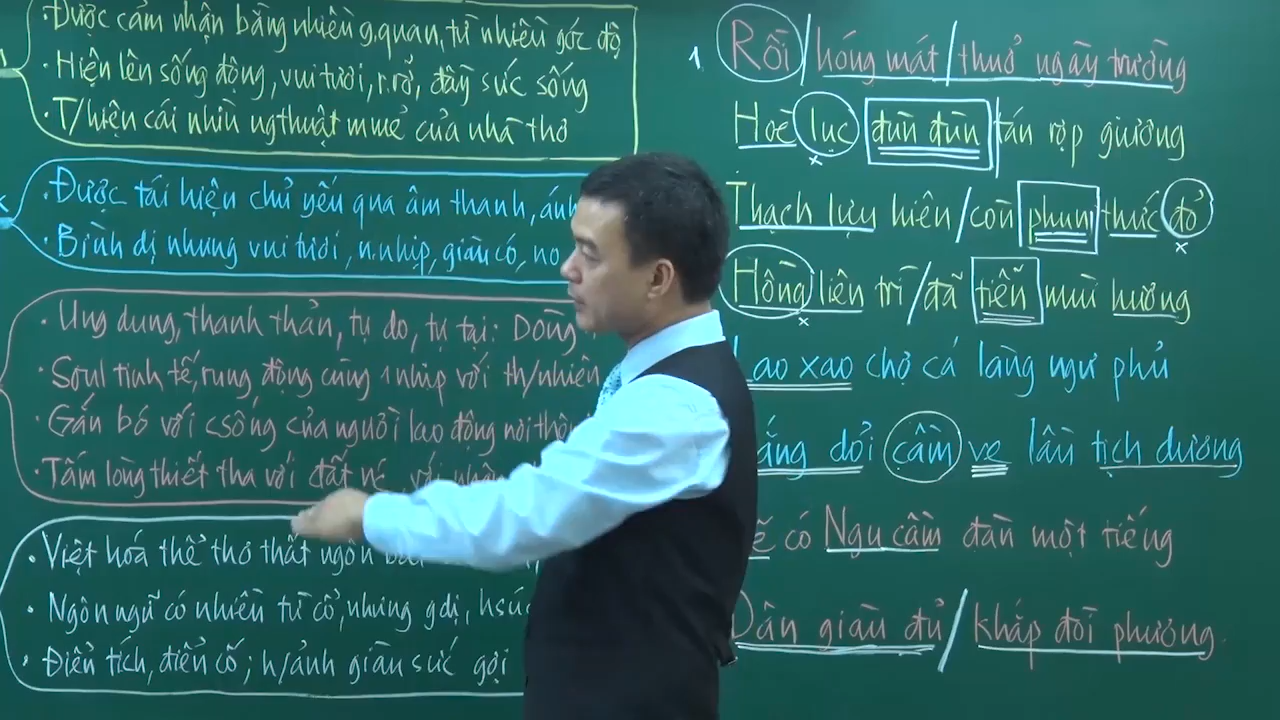 · Được cảm nhận bằng nhiều g.quan, từ nhiều góc độ
· Hiện lên sống động, vui tươi, r.rỡ, đầy sức sống
· T/hiện cái nhìn ng.thuật m.mẻ của nhà thơ
· Được tái hiện chủ yếu qua âm thanh, ánh
· Bình dị nhưng vui tươi, n.nhịp, giàu có, no
· Ung dung, thanh thản, tự do, tự tại: Dòng
· Soul tinh tế, rung động cùng 1 nhịp với th/nhiên
· Gắn bó với csống của người lao động nơi thôn
· Tấm lòng thiết tha với đất nc
· Việt hoá thể thơ thất ngôn
· Ngôn ngữ có nhiều từ cổ, nhưng g.dị, hsúc
· Điển tích, điển cố; h/ảnh giàu sức gợi
1. Rồi / hóng mát / thuở ngày trường
Hoè lục đùn đùn tán rợp giương
Thạch lựu hiên / còn phun thức đỏ
Hồng liên trì / đã tiễn mùi hương
Lao xao chợ cá làng ngư phủ
ắng dỏi cầm ve lầu tịch dương
ẽ có Ngu cầm đàn một tiếng
Dân giàu đủ / khắp đòi phương.